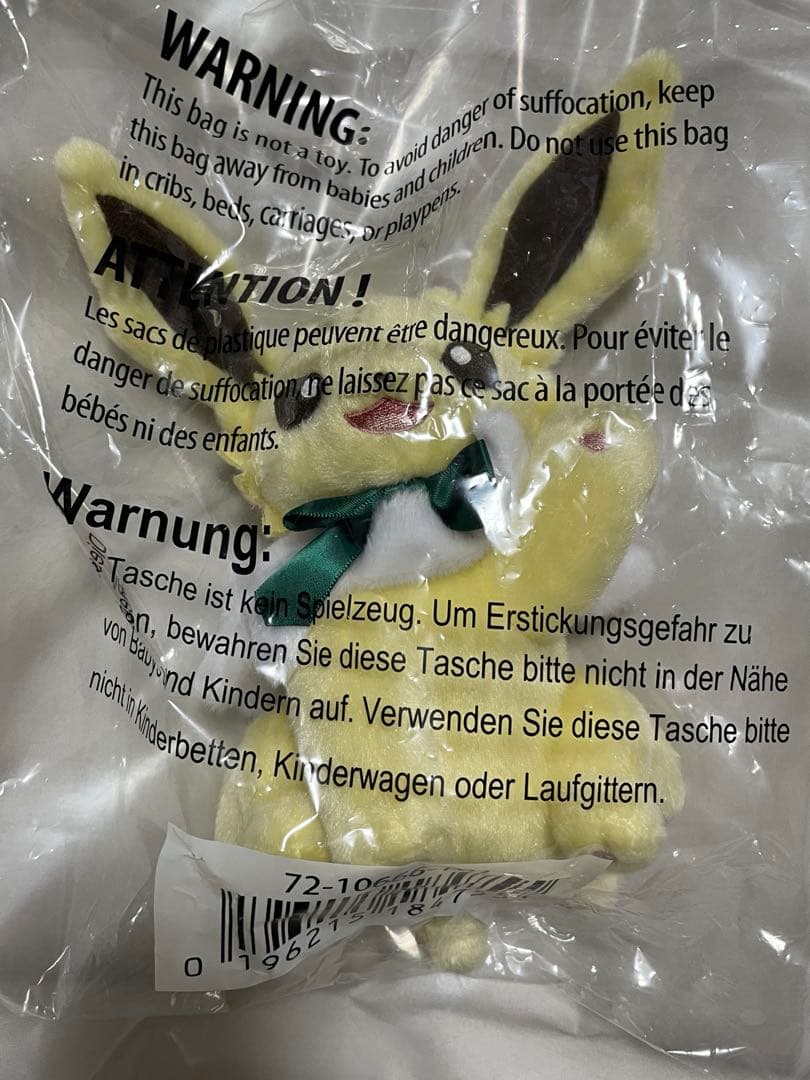 WARNING:
This bag is not a toy. To avoid danger of suffocation, keep
this bag away from babies and children. Do not use this bag
in cribs, beds, carriages, or playpens.
ATTENTION !
Les sacs de plastique peuvent être dangereux. Pour éviter le
danger de suffocation, ne laissez pas ce sac à la portée des
bébés ni des enfants.
Warnung:
Tasche ist kein Spielzeug. Um Erstickungsgefahr zu
bewahren Sie diese Tasche bitte nicht in der Nähe
von und Kindern auf. Verwenden Sie diese Tasche bitte
nicht in Kinderbetten, Kinderwagen oder Laufgittern.